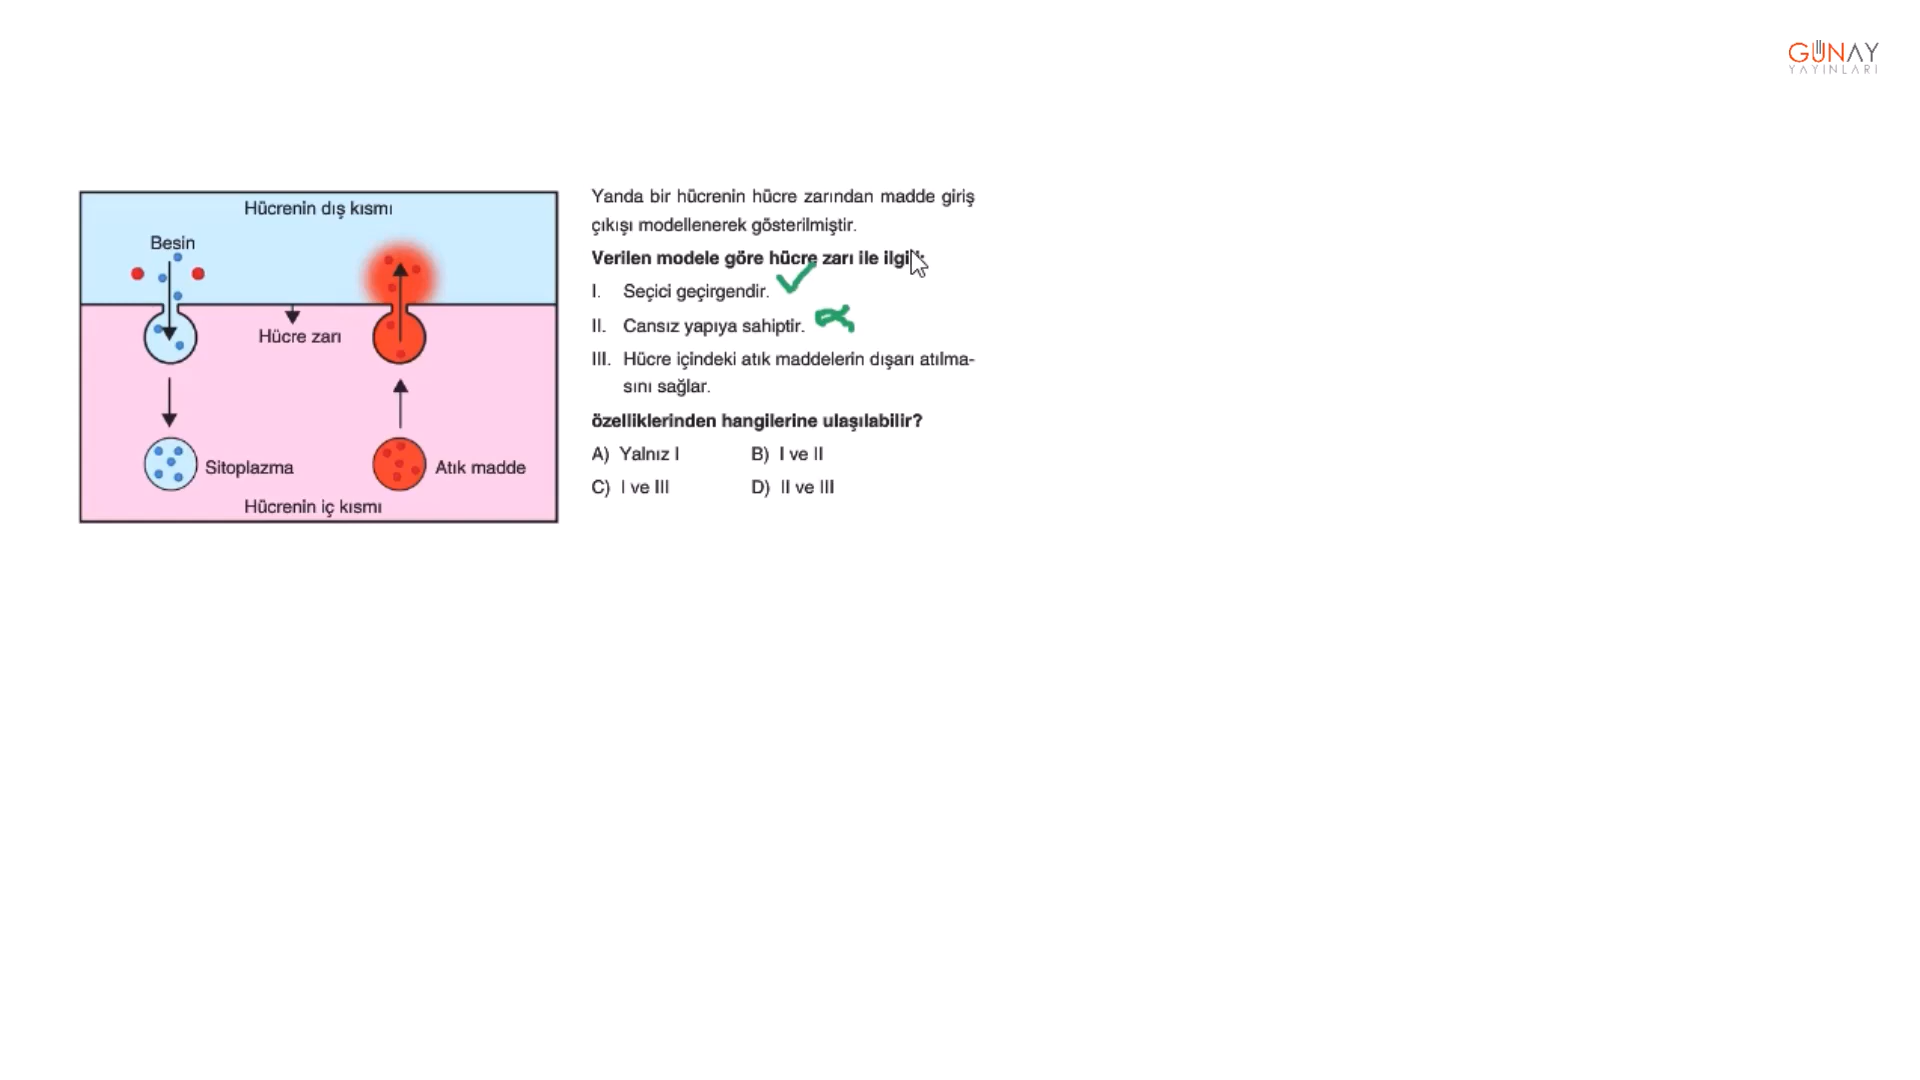 GÜNAY
YAYINLARI
Hücrenin dış kısmı
Besin
Hücre zarı
Sitoplazma
Atık madde
Hücrenin iç kısmı
Yanda bir hücrenin hücre zarından madde giriş
çıkışı modellenerek gösterilmiştir.
Verilen modele göre hücre zarı ile ilgili;
I. Seçici geçirgendir.
II. Cansız yapıya sahiptir.
III. Hücre içindeki atık maddelerin dışarı atılma-
sını sağlar.
özelliklerinden hangilerine ulaşılabilir?
A) Yalnız I B) I ve II
C) I ve III D) II ve III